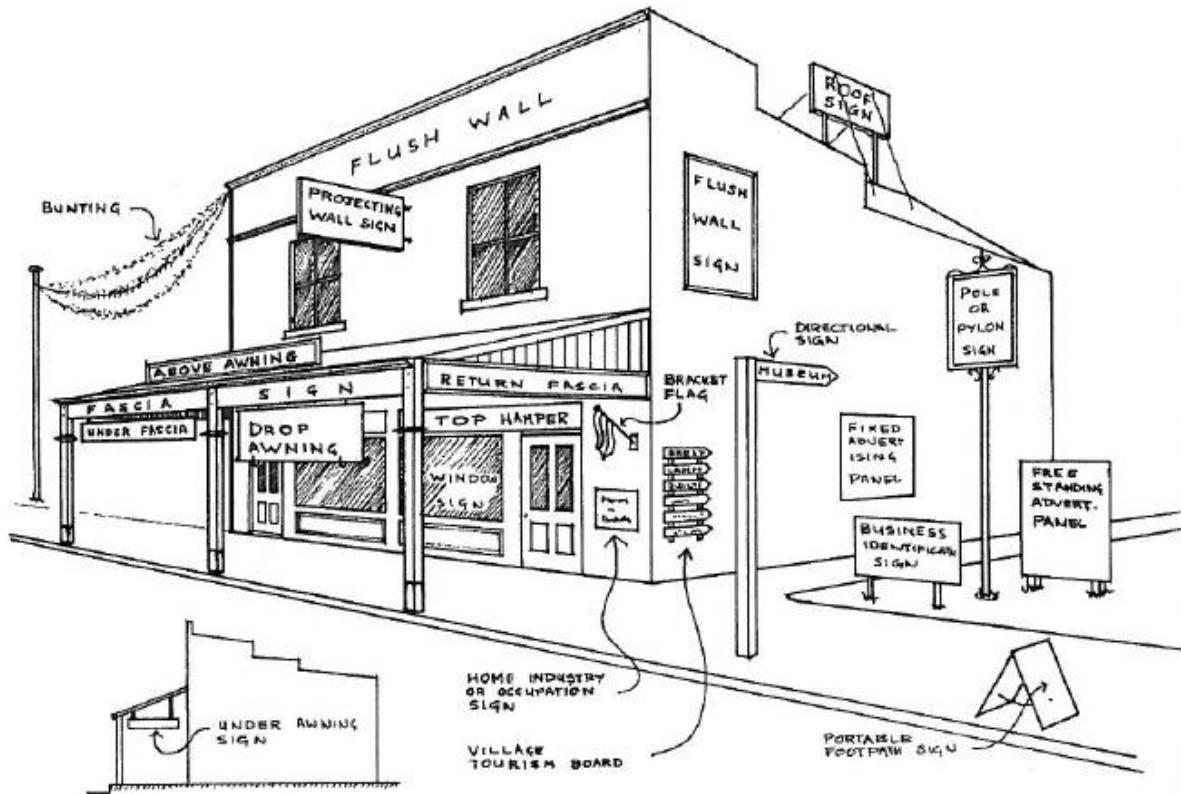 FLUSH WALL
ROOF
SIGN
BUNTING
PROJECTING
WALL SIGN
FLUSH
WALL
SIGN
POLE
OR
PYLON
SIGN
DIRECTIONAL
SIGN
MUSEUM
ABOVE AWNING
FASCIA SIGN
RETURN FASCIA
BRACKET
FLAG
UNDER FASCIA
DROP
AWNING
TOP HAMPER
WINDOW
SIGN
FIXED
ADVERT
ISING
PANEL
FREE
STANDING
ADVERT.
PANEL
BUSINESS
IDENTIFICATN
SIGN
HOME INDUSTRY
OR OCCUPATION
SIGN
VILLAGE
TOURISM BOARD
UNDER AWNING
SIGN
PORTABLE
FOOTPATH SIGN